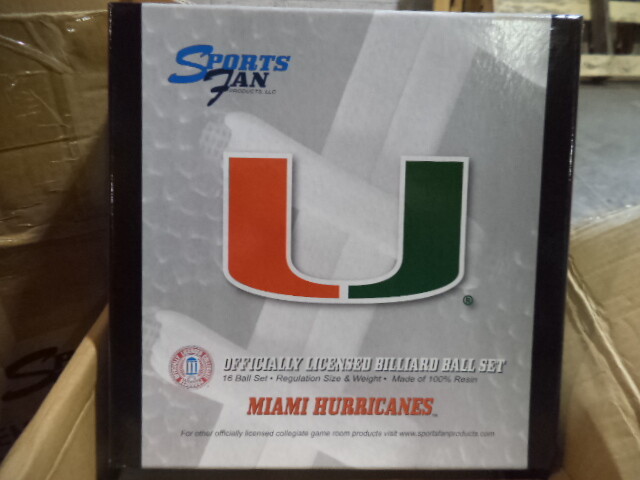 SPORTS
FAN
PRODUCTS, LLC
U
®
OFFICIALLY LICENSED BILLIARD BALL SET
16 Ball Set • Regulation Size & Weight • Made of 100% Resin
MIAMI HURRICANES™
For other officially licensed collegiate game room products visit www.sportsfanproducts.com